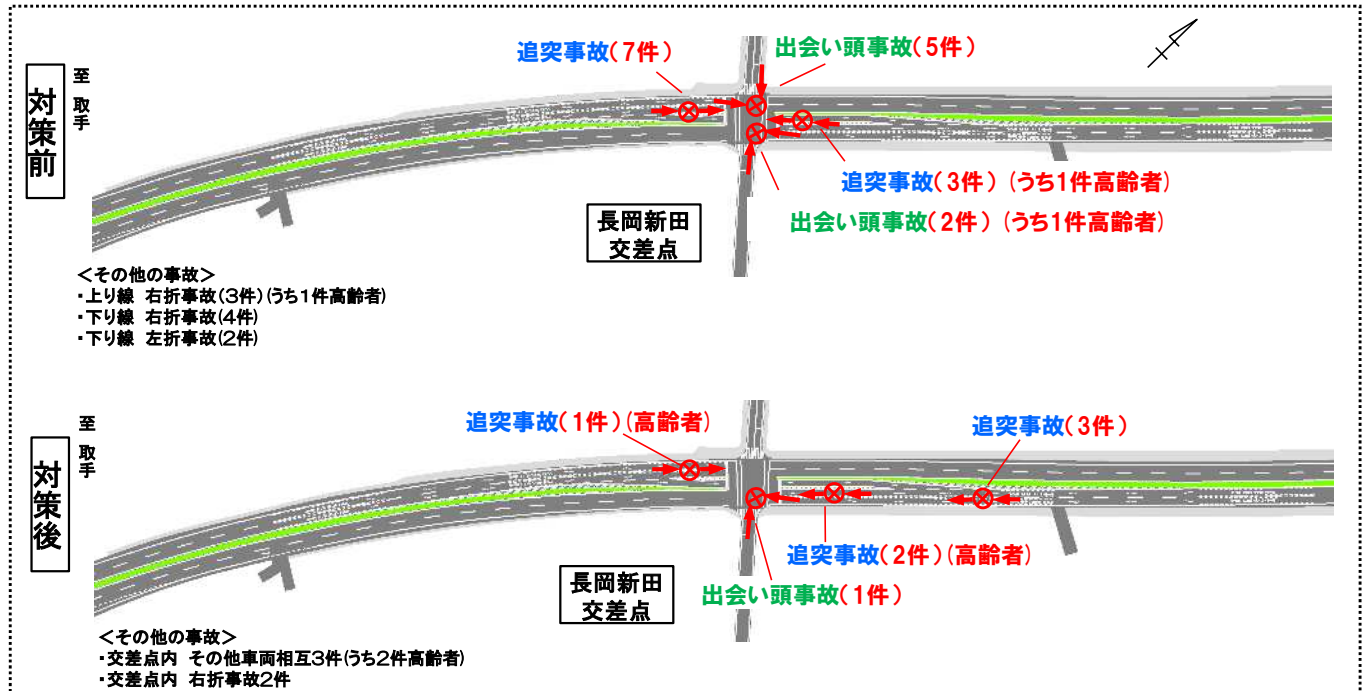 対策前
至 取手
追突事故(7件)
出会い頭事故(5件)
追突事故(3件) (うち1件高齢者)
出会い頭事故(2件) (うち1件高齢者)
長岡新田
交差点
<その他の事故>
・上り線 右折事故(3件)(うち1件高齢者)
・下り線 右折事故(4件)
・下り線 左折事故(2件)
対策後
至 取手
追突事故(1件)(高齢者)
追突事故(3件)
追突事故(2件)(高齢者)
出会い頭事故(1件)
長岡新田
交差点
<その他の事故>
・交差点内 その他車両相互3件(うち2件高齢者)
・交差点内 右折事故2件